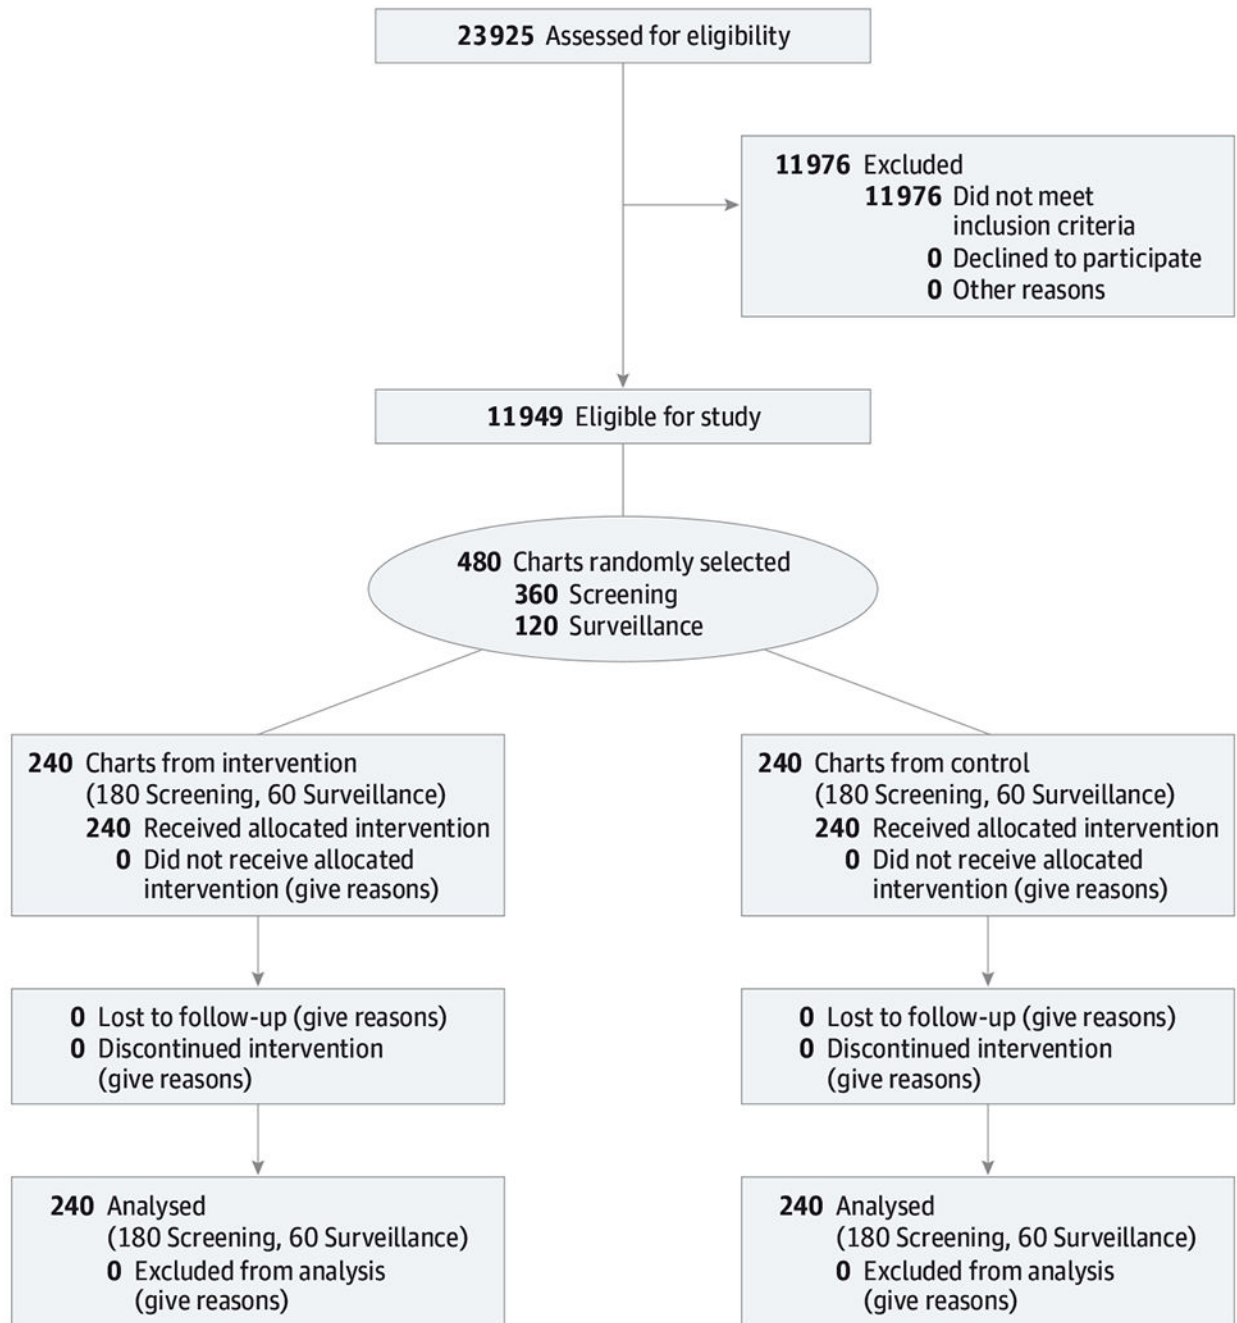 23925 Assessed for eligibility
11976 Excluded
11976 Did not meet
inclusion criteria
0 Declined to participate
0 Other reasons
11949 Eligible for study
480 Charts randomly selected
360 Screening
120 Surveillance
240 Charts from intervention
(180 Screening, 60 Surveillance)
240 Received allocated intervention
0 Did not receive allocated
intervention (give reasons)
240 Charts from control
(180 Screening, 60 Surveillance)
240 Received allocated intervention
0 Did not receive allocated
intervention (give reasons)
0 Lost to follow-up (give reasons)
0 Discontinued intervention
(give reasons)
0 Lost to follow-up (give reasons)
0 Discontinued intervention
(give reasons)
240 Analysed
(180 Screening, 60 Surveillance)
0 Excluded from analysis
(give reasons)
240 Analysed
(180 Screening, 60 Surveillance)
0 Excluded from analysis
(give reasons)